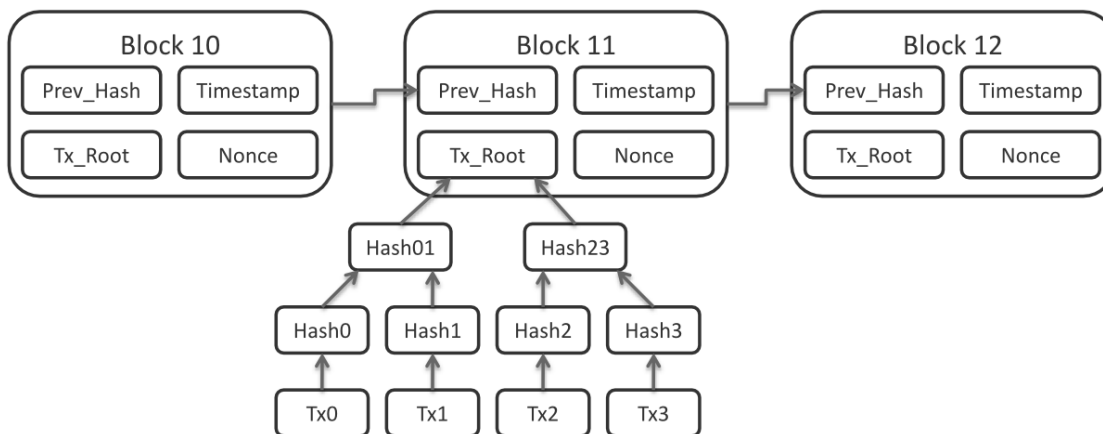 Block 10
Block 11
Block 12
Prev_Hash Timestamp
Prev_Hash Timestamp
Prev_Hash Timestamp
Tx_Root Nonce
Tx_Root Nonce
Tx_Root Nonce
Hash01 Hash23
Hash0 Hash1 Hash2 Hash3
Tx0 Tx1 Tx2 Tx3